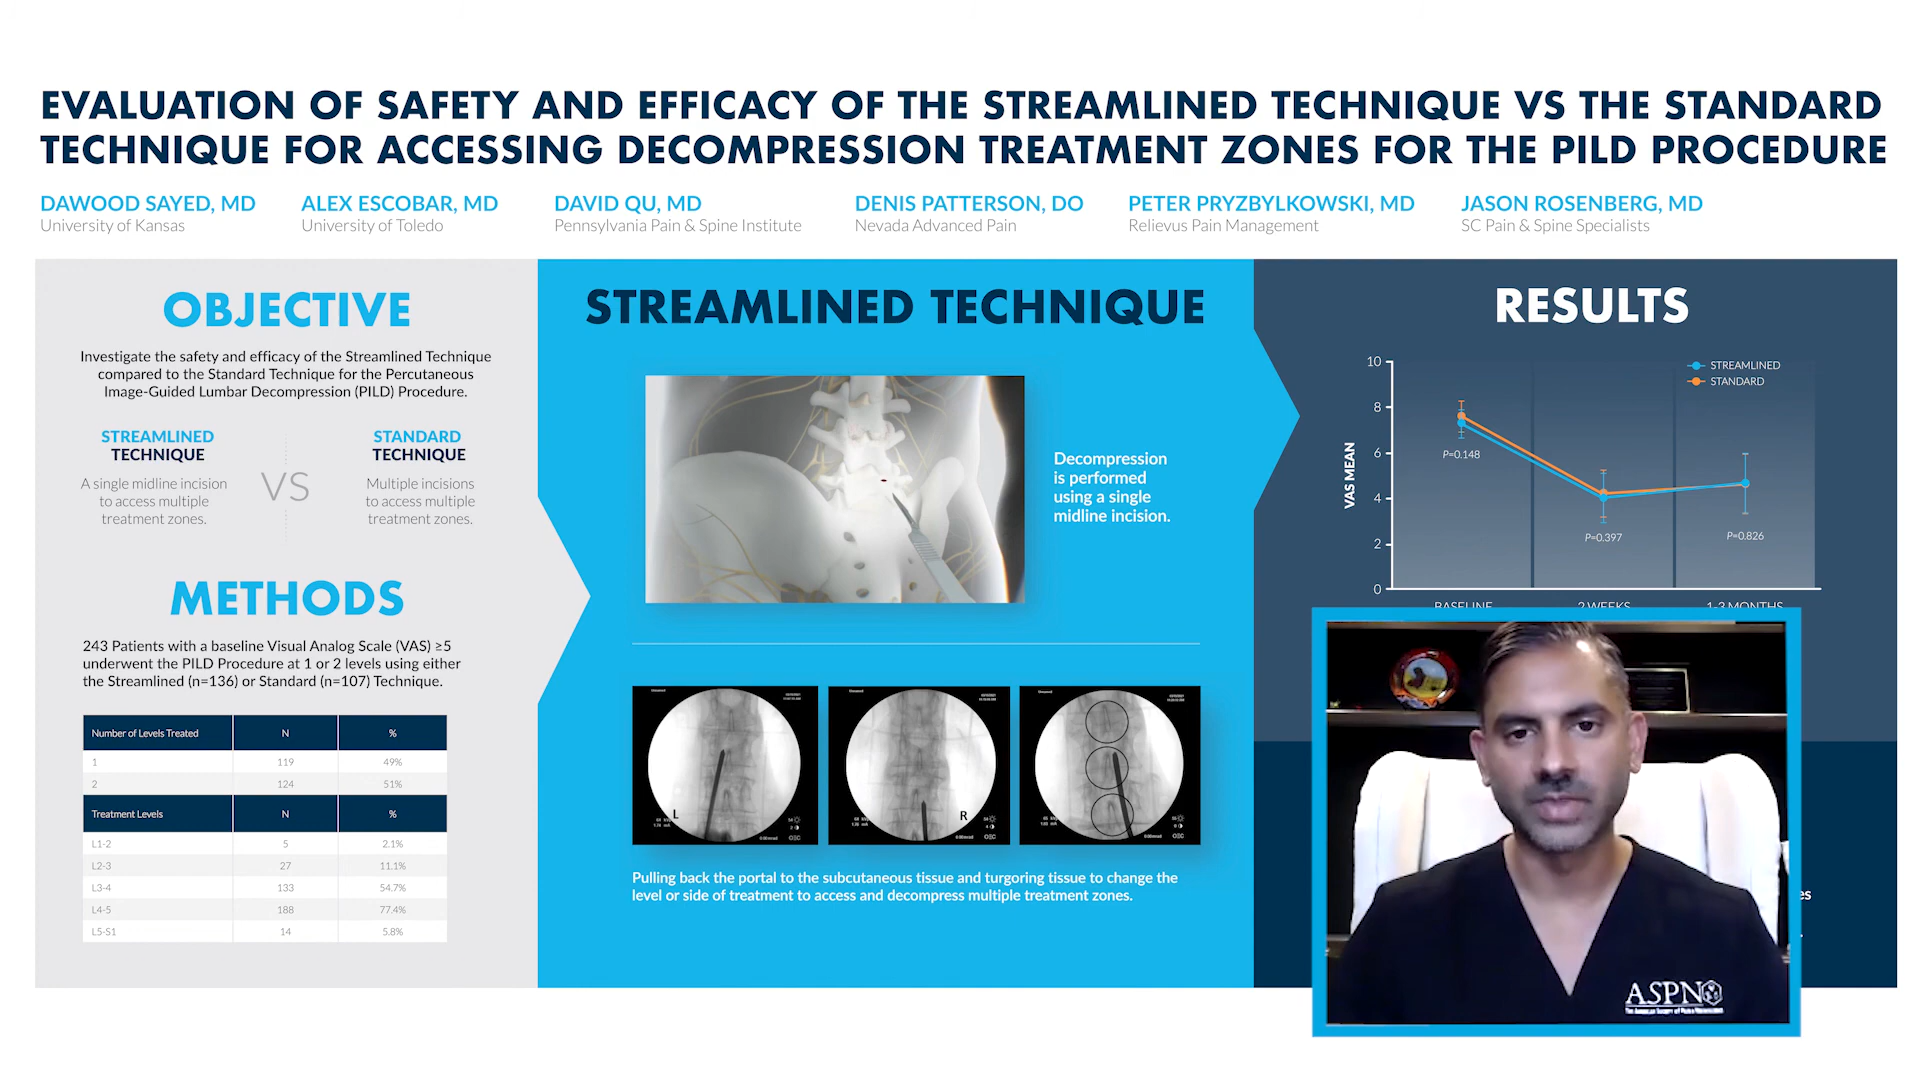 EVALUATION OF SAFETY AND EFFICACY OF THE STREAMLINED TECHNIQUE VS THE STANDARD
TECHNIQUE FOR ACCESSING DECOMPRESSION TREATMENT ZONES FOR THE PILD PROCEDURE
DAWOOD SAYED, MD
University of Kansas
ALEX ESCOBAR, MD
University of Toledo
DAVID QU, MD
Pennsylvania Pain & Spine Institute
DENIS PATTERSON, DO
Nevada Advanced Pain
PETER PRYZBYLKOWSKI, MD
Relievus Pain Management
JASON ROSENBERG, MD
SC Pain & Spine Specialists
OBJECTIVE
Investigate the safety and efficacy of the Streamlined Technique
compared to the Standard Technique for the Percutaneous
Image-Guided Lumbar Decompression (PILD) Procedure.
STREAMLINED
TECHNIQUE
A single midline incision
to access multiple
treatment zones.
VS
STANDARD
TECHNIQUE
Multiple incisions
to access multiple
treatment zones.
METHODS
243 Patients with a baseline Visual Analog Scale (VAS) ≥5
underwent the PILD Procedure at 1 or 2 levels using either
the Streamlined (n=136) or Standard (n=107) Technique.
Number of Levels Treated N %
1 119 49%
2 124 51%
Treatment Levels N %
L1-2 5 2.1%
L2-3 27 11.1%
L3-4 133 54.7%
L4-5 188 77.4%
L5-S1 14 5.8%
STREAMLINED TECHNIQUE
Decompression
is performed
using a single
midline incision.
L
R
Pulling back the portal to the subcutaneous tissue and turgoring tissue to change the
level or side of treatment to access and decompress multiple treatment zones.
RESULTS
STREAMLINED
STANDARD
VAS MEAN
10
8
6
4
2
0
P=0.148
P=0.397
P=0.826
BASELINE 2 WEEKS 1-3 MONTHS
es
ASPN